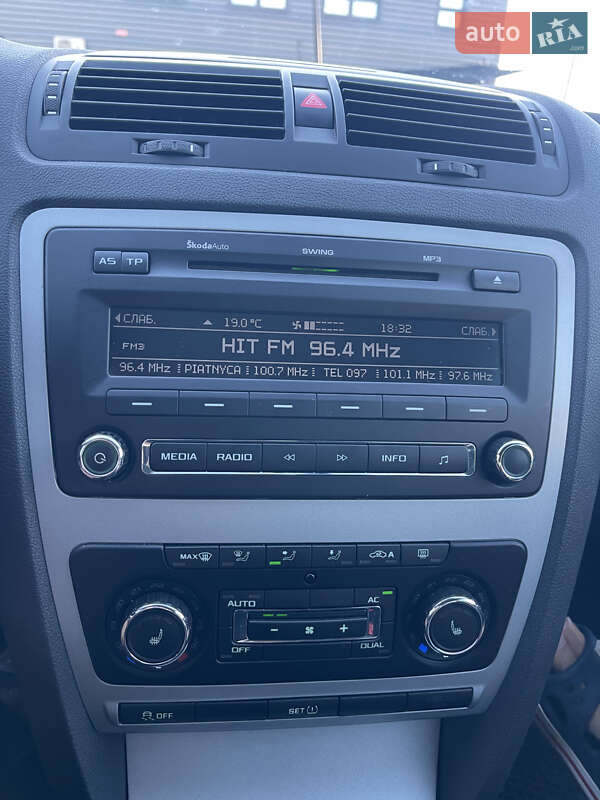 auto RIA .com
ŠkodaAuto SWING MP3
AS TP
СЛАБ. 19.0 °C 18:32 СЛАБ.
FM3 HIT FM 96.4 MHz
96.4 MHz PIATNYCA 100.7 MHz TEL 097 101.1 MHz 97.6 MHz
MEDIA RADIO INFO
MAX A
AUTO AC
OFF DUAL
OFF SET